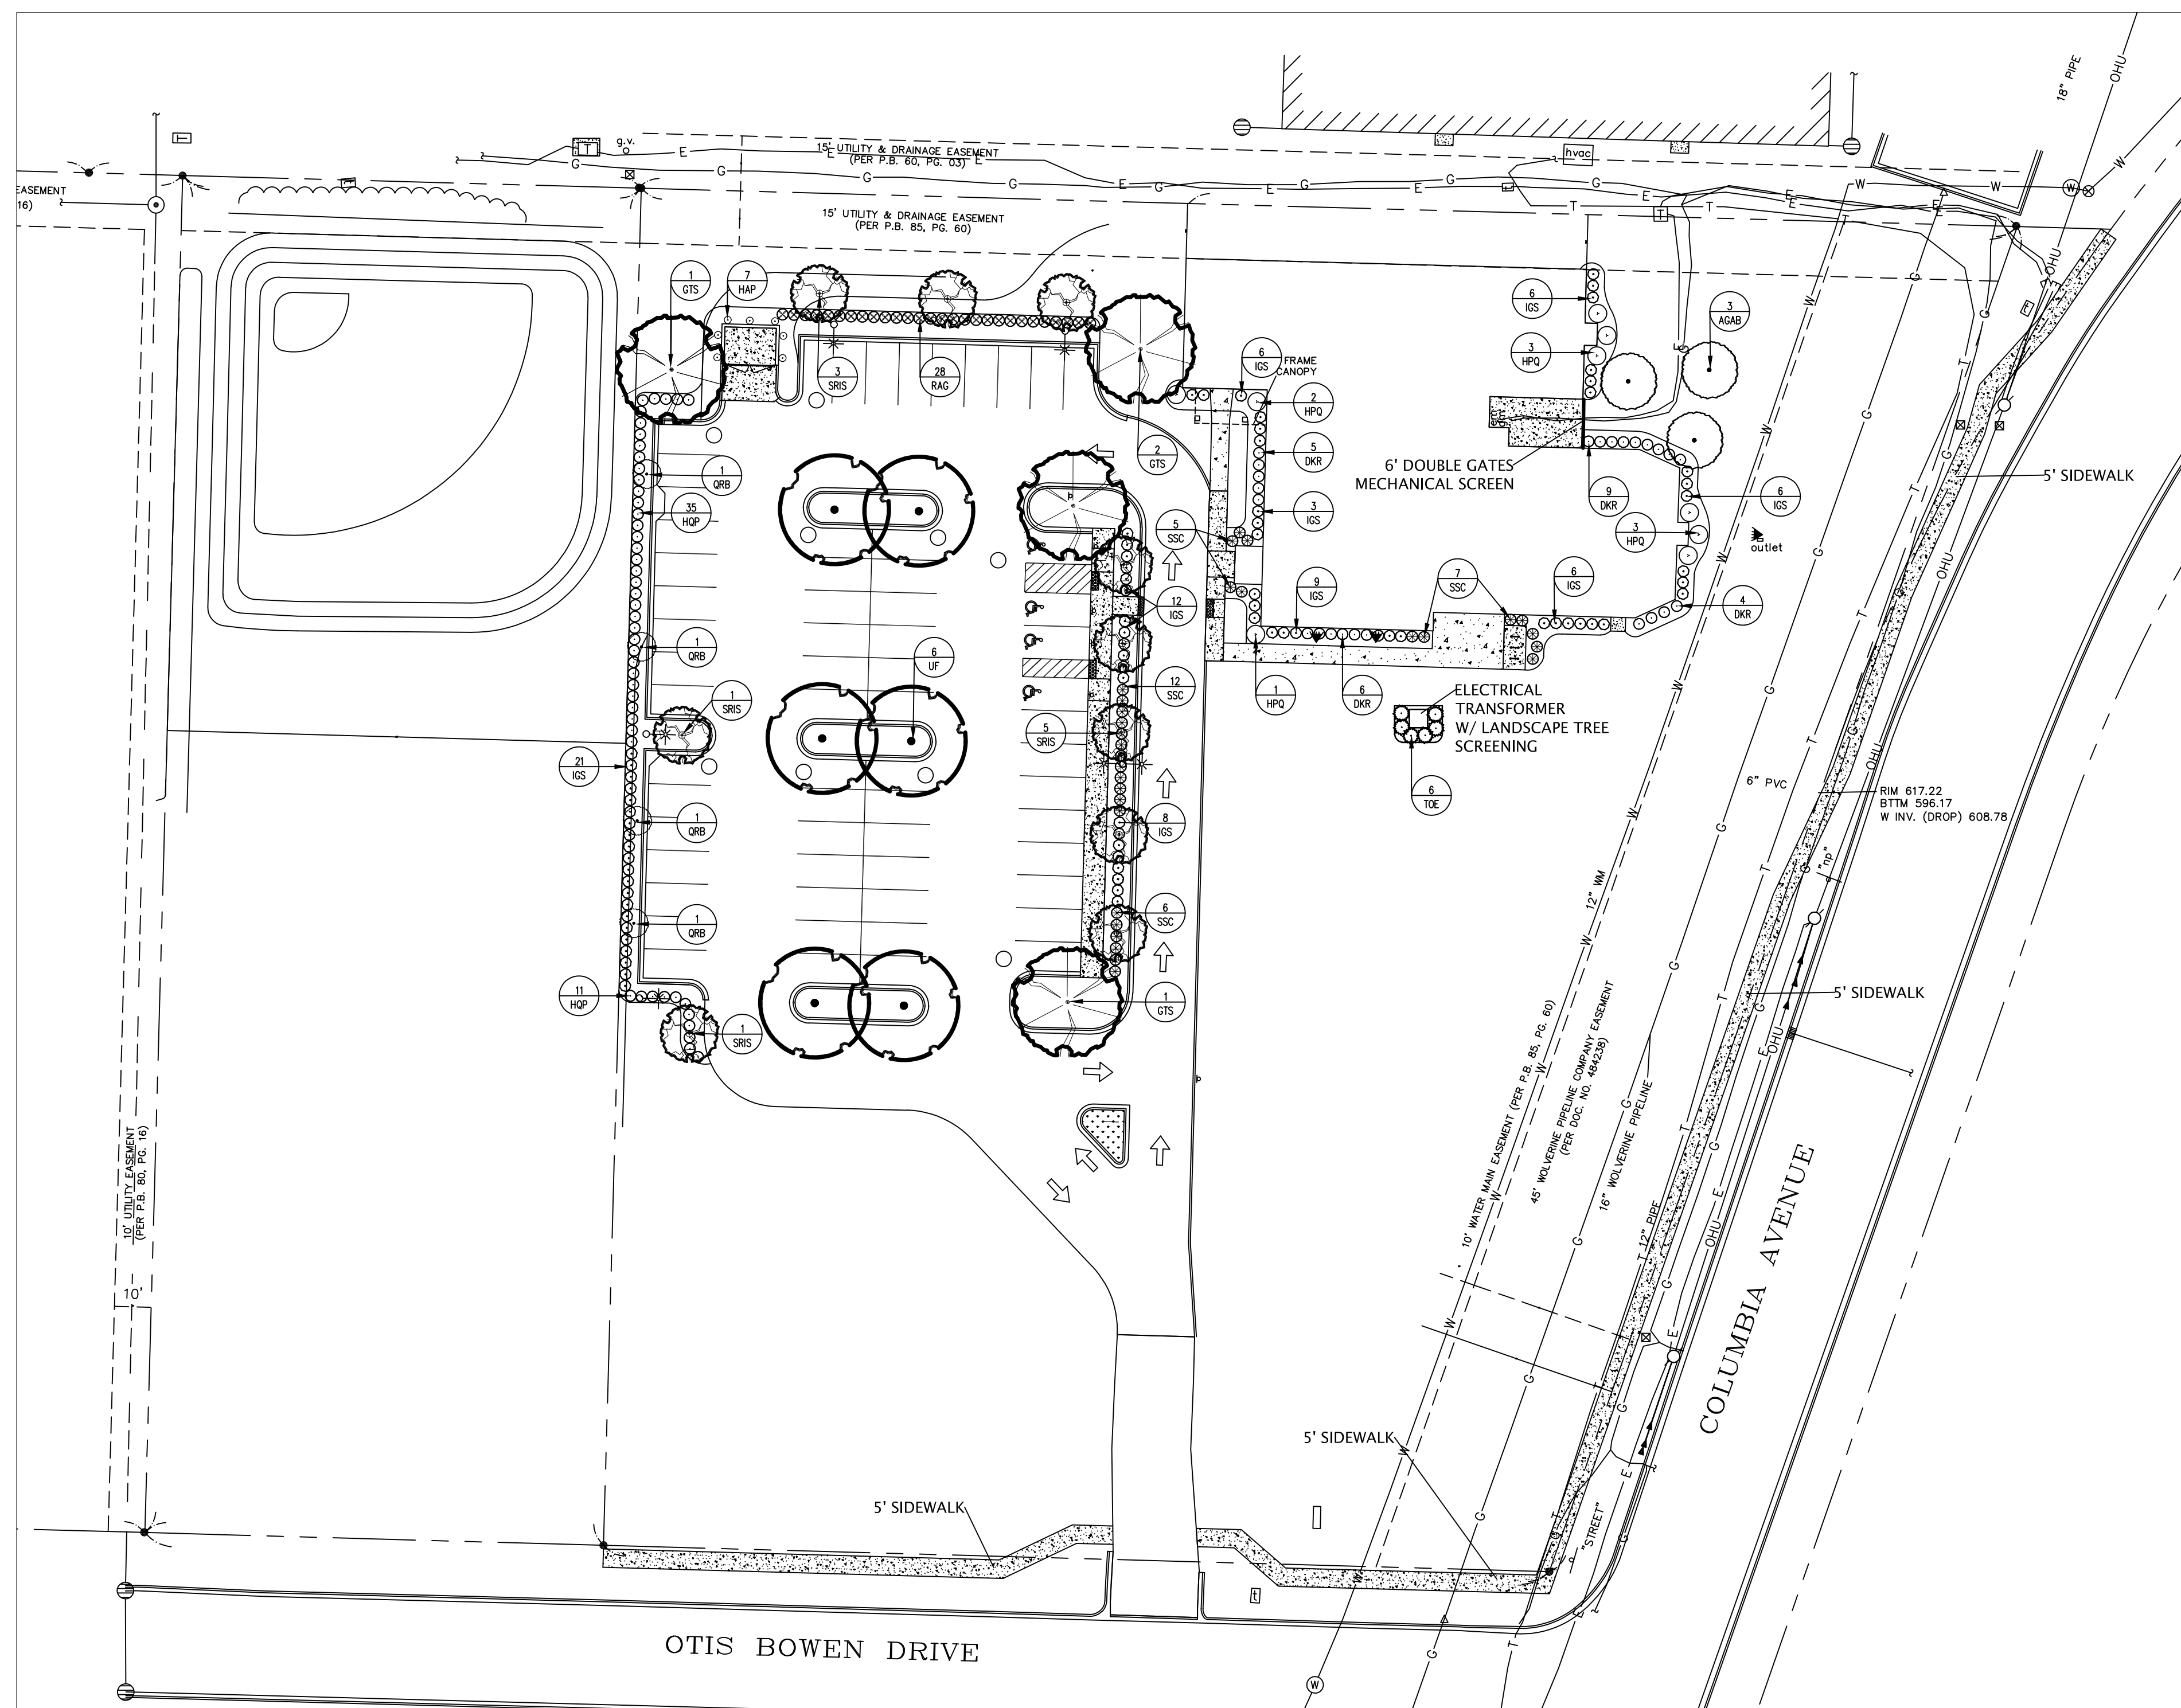 18" PIPE
OHU
EASEMENT
16)
T
g.v.
T
15' UTILITY & DRAINAGE EASEMENT
(PER P.B. 60, PG. 03)
hvac
15' UTILITY & DRAINAGE EASEMENT
(PER P.B. 85, PG. 60)
E E E E E E E
G G G G G G G
T T T T
W W W W
1
GTS
7
HAP
3
SRIS
28
RAG
6
IGS
FRAME
CANOPY
2
HPQ
2
GTS
5
DKR
3
IGS
6
IGS
3
HPQ
3
AGAB
6' DOUBLE GATES
MECHANICAL SCREEN
9
DKR
6
IGS
3
HPQ
outlet
5' SIDEWALK
1
QRB
35
HQP
1
QRB
5
SSC
12
IGS
9
IGS
7
SSC
6
IGS
4
DKR
6
UF
12
SSC
1
HPQ
6
DKR
1
SRIS
5
SRIS
ELECTRICAL
TRANSFORMER
W/ LANDSCAPE TREE
SCREENING
6
TOE
21
IGS
1
QRB
8
IGS
6" PVC
RIM 617.22
BTTM 596.17
W INV. (DROP) 608.78
"np"
1
QRB
6
SSC
12" WM
11
HQP
1
SRIS
1
GTS
5' SIDEWALK
10' WATER MAIN EASEMENT (PER P.B. 85, PG. 60)
45' WOLVERINE PIPELINE COMPANY EASEMENT
(PER DOC. NO. 484238)
16" WOLVERINE PIPELINE
12" PIPE
10' UTILITY EASEMENT
(PER P.B. 80, PG. 16)
10'
COLUMBIA AVENUE
5' SIDEWALK
5' SIDEWALK
"STREET"
t
OTIS BOWEN DRIVE
W